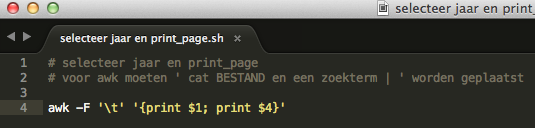 selecteer jaar en print_
selecteer jaar en print_page.sh ×
1 # selecteer jaar en print_page
2 # voor awk moeten ' cat BESTAND en een zoekterm | ' worden geplaatst
3
4 awk -F '\t' '{print $1; print $4}'